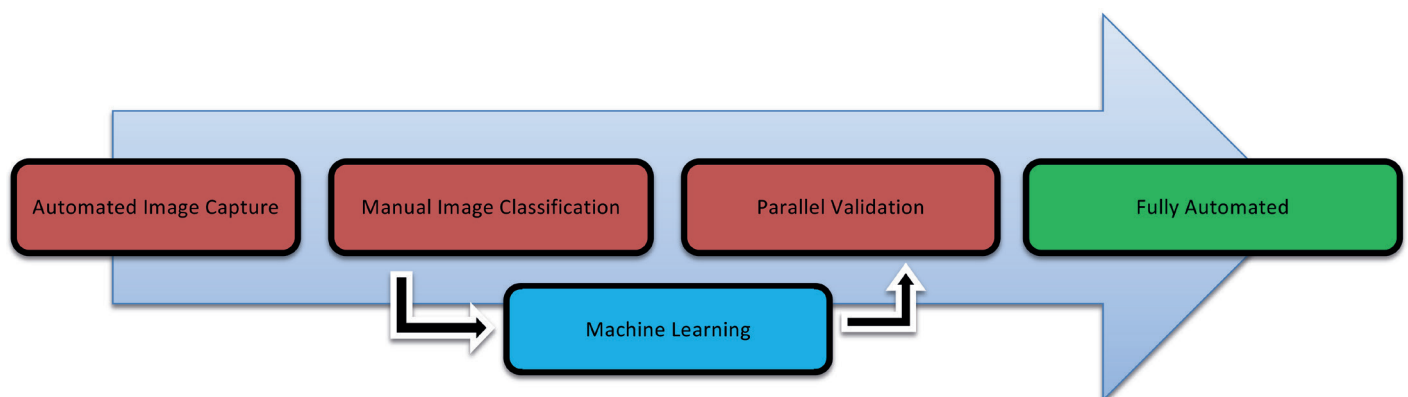 Automated Image Capture
Manual Image Classification
Parallel Validation
Fully Automated
Machine Learning